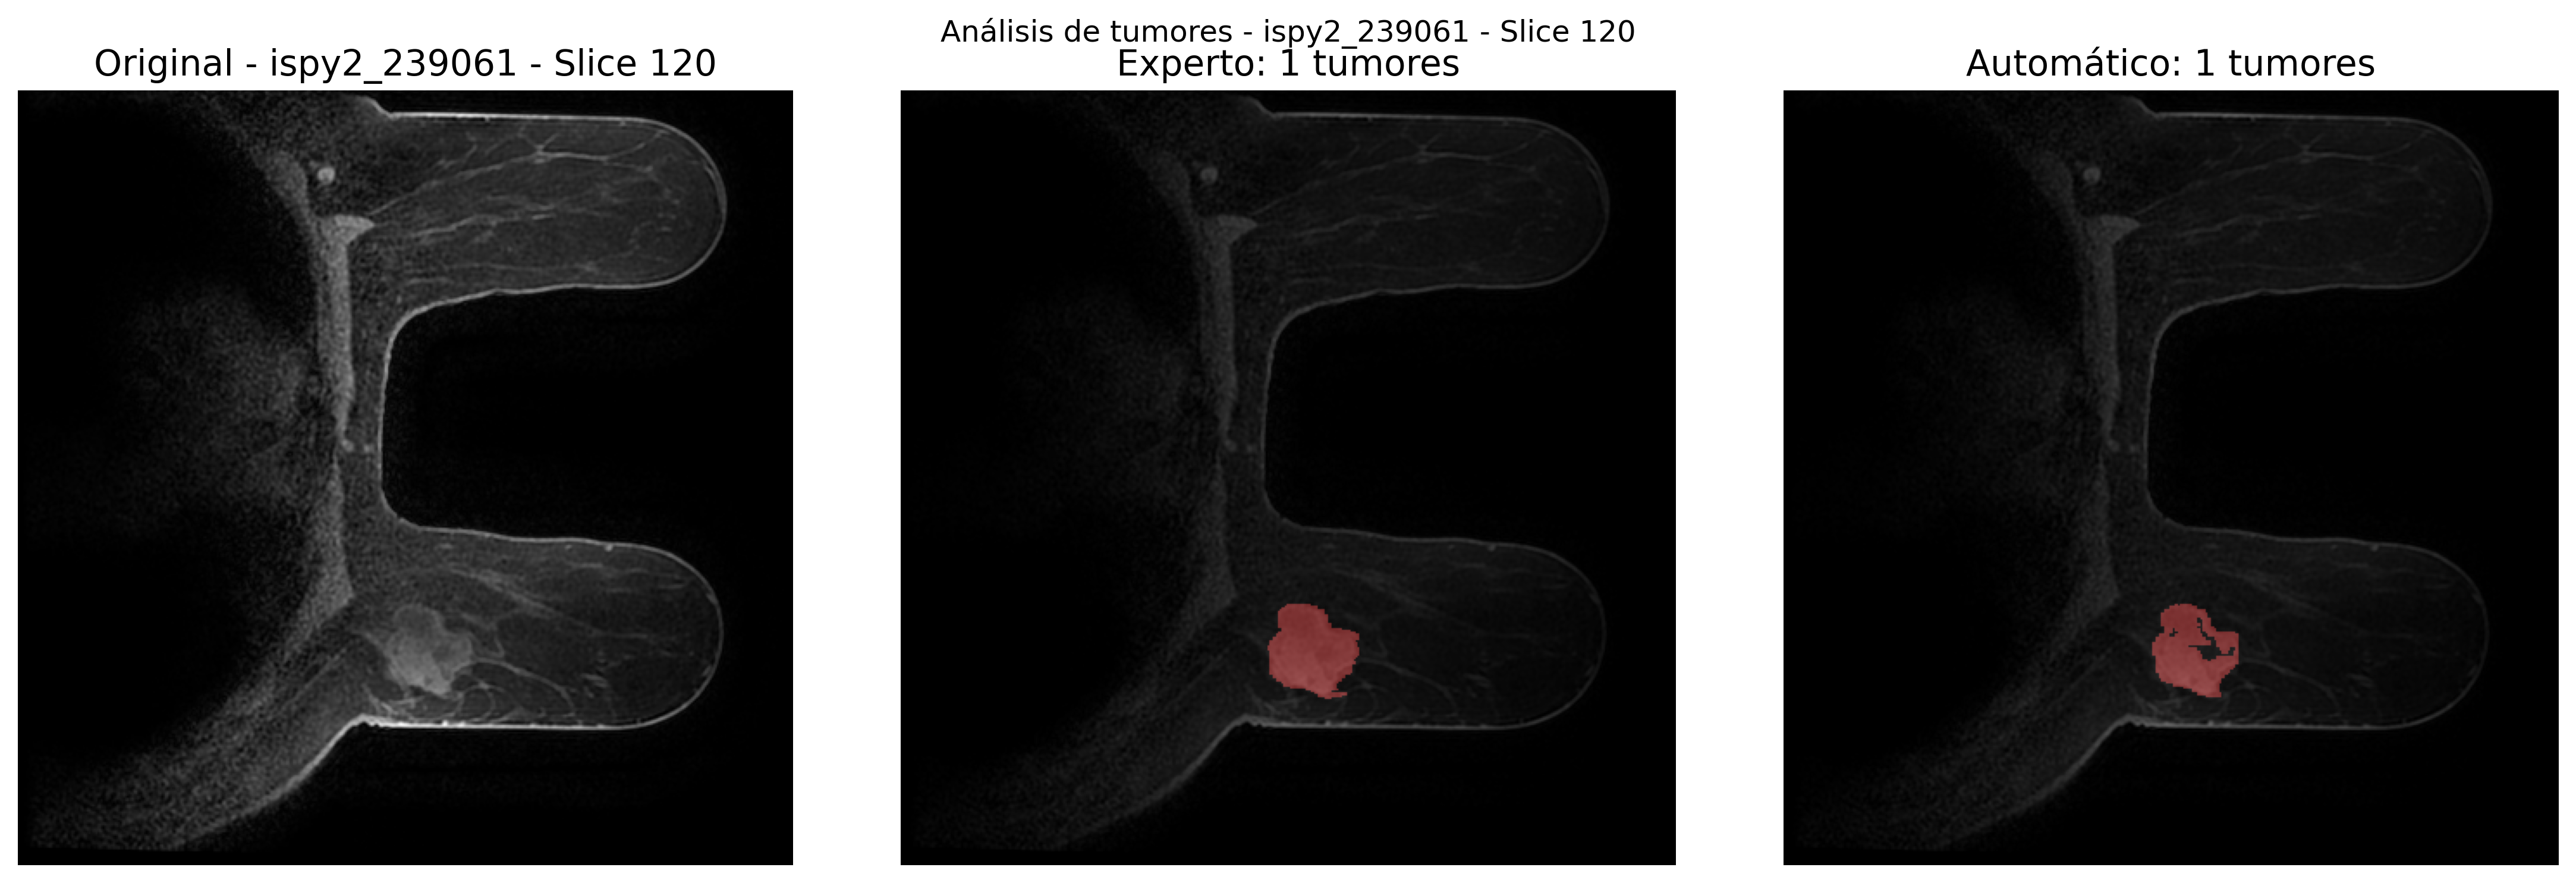 Análisis de tumores - ispy2_239061 - Slice 120
Original - ispy2_239061 - Slice 120
Experto: 1 tumores
Automático: 1 tumores